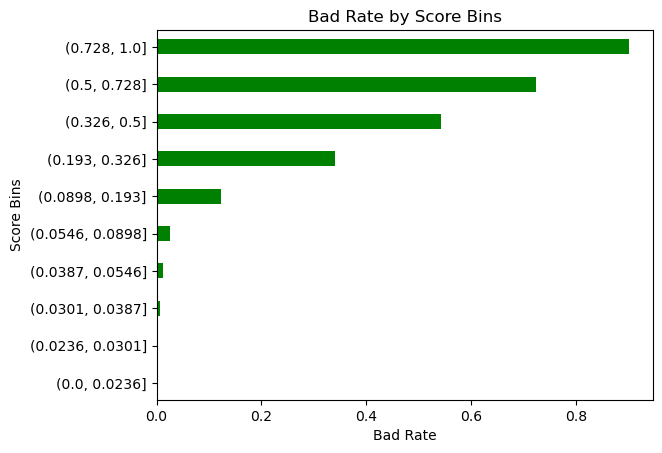 Bad Rate by Score Bins
(0.728, 1.0]
(0.5, 0.728]
(0.326, 0.5]
(0.193, 0.326]
(0.0898, 0.193]
(0.0546, 0.0898]
(0.0387, 0.0546]
(0.0301, 0.0387]
(0.0236, 0.0301]
(0.0, 0.0236]
Score Bins
0.0 0.2 0.4 0.6 0.8
Bad Rate